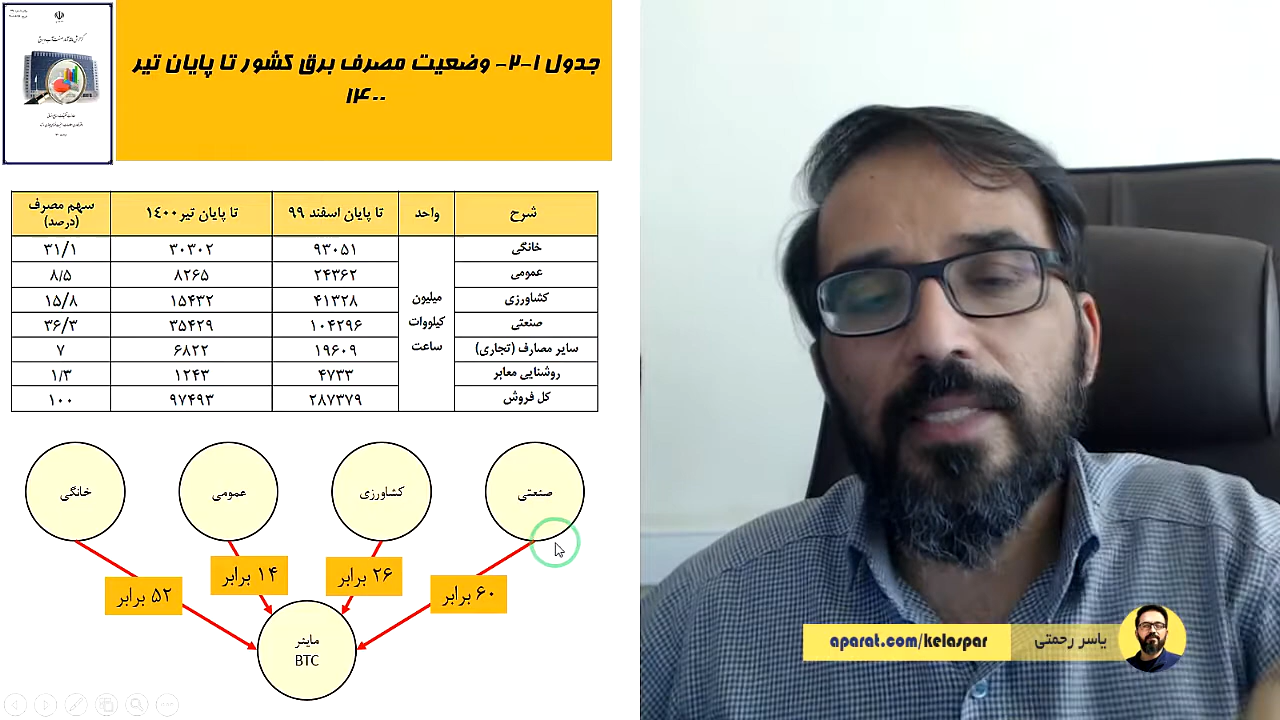 جدول ۱-۲- وضعیت مصرف برق کشور تا پایان تیر
۱۴۰۰
شرح واحد تا پایان اسفند ۹۹ تا پایان تیر ۱٤۰۰ سهم مصرف (درصد)
خانگی ۹۳۰۵۱ ۳۰۳۰۲ ۳۱/۱
عمومی ۲۴۳۶۲ ۸۲۶۵ ۸/۵
کشاورزی ۴۱۳۲۸ ۱۵۴۳۲ ۱۵/۸
صنعتی ۱۰۴۲۹۶ ۳۵۴۲۹ ۳۶/۳
سایر مصارف (تجاری) ۱۹۶۰۹ ۶۸۲۲ ۷
روشنایی معابر ۴۷۳۳ ۱۲۴۳ ۱/۳
کل فروش ۲۸۷۳۷۹ ۹۷۴۹۳ ۱۰۰
میلیون
کیلووات
ساعت
صنعتی
کشاورزی
عمومی
خانگی
۶۰ برابر
۲۶ برابر
۱۴ برابر
۵۲ برابر
ماینر
BTC
یاسر رحمتی
aparat.com/kelaspar